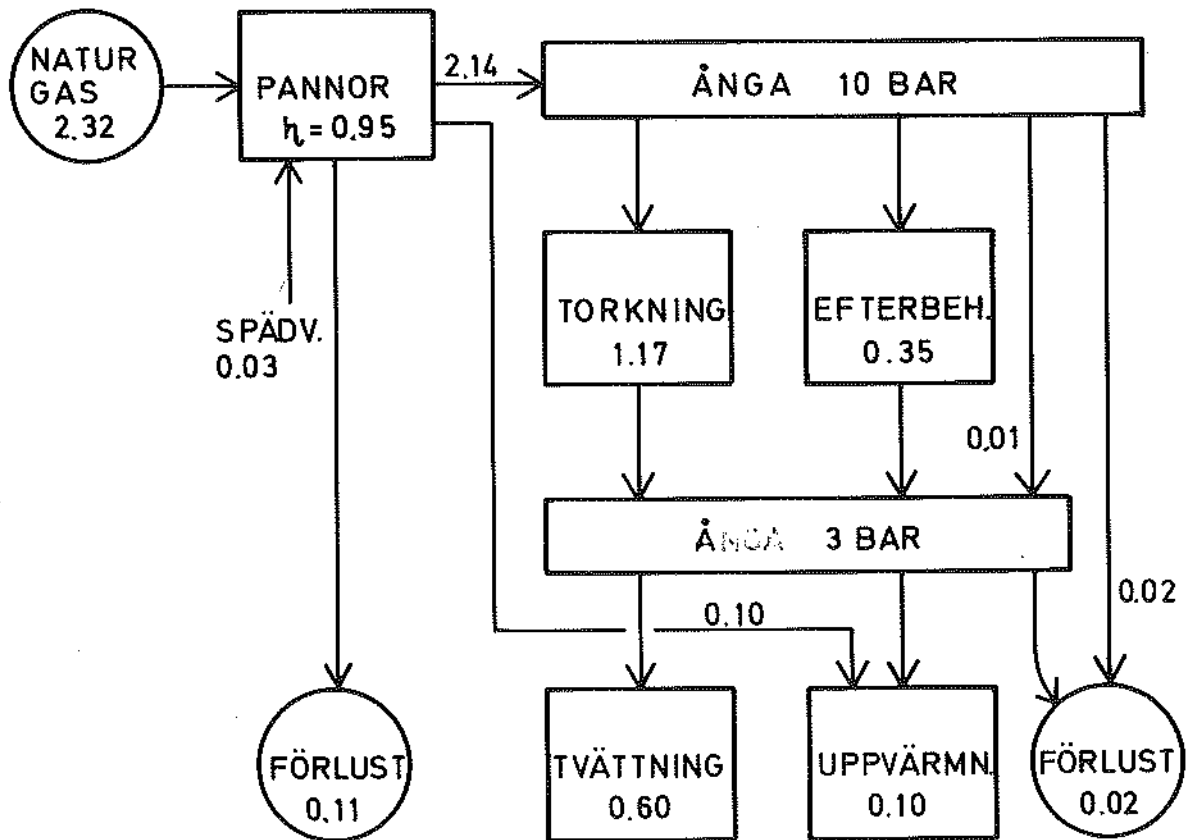 NATUR
GAS
2.32
PANNOR
η = 0.95
2.14
ÅNGA 10 BAR
SPÄDV.
0.03
TORKNING
1.17
EFTERBEH.
0.35
0.01
ÅNGA 3 BAR
0.10
0.02
FÖRLUST
0.11
TVÄTTNING
0.60
UPPVÄRMN.
0.10
FÖRLUST
0.02